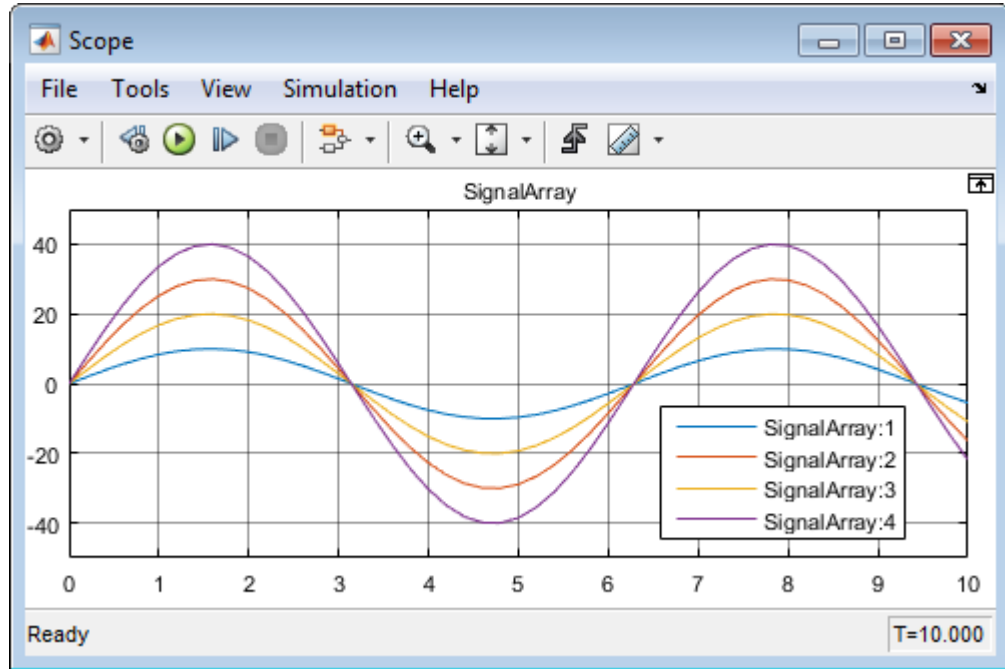 Scope
File Tools View Simulation Help
SignalArray
40
20
0
-20
-40
SignalArray:1
SignalArray:2
SignalArray:3
SignalArray:4
0 1 2 3 4 5 6 7 8 9 10
Ready T=10.000